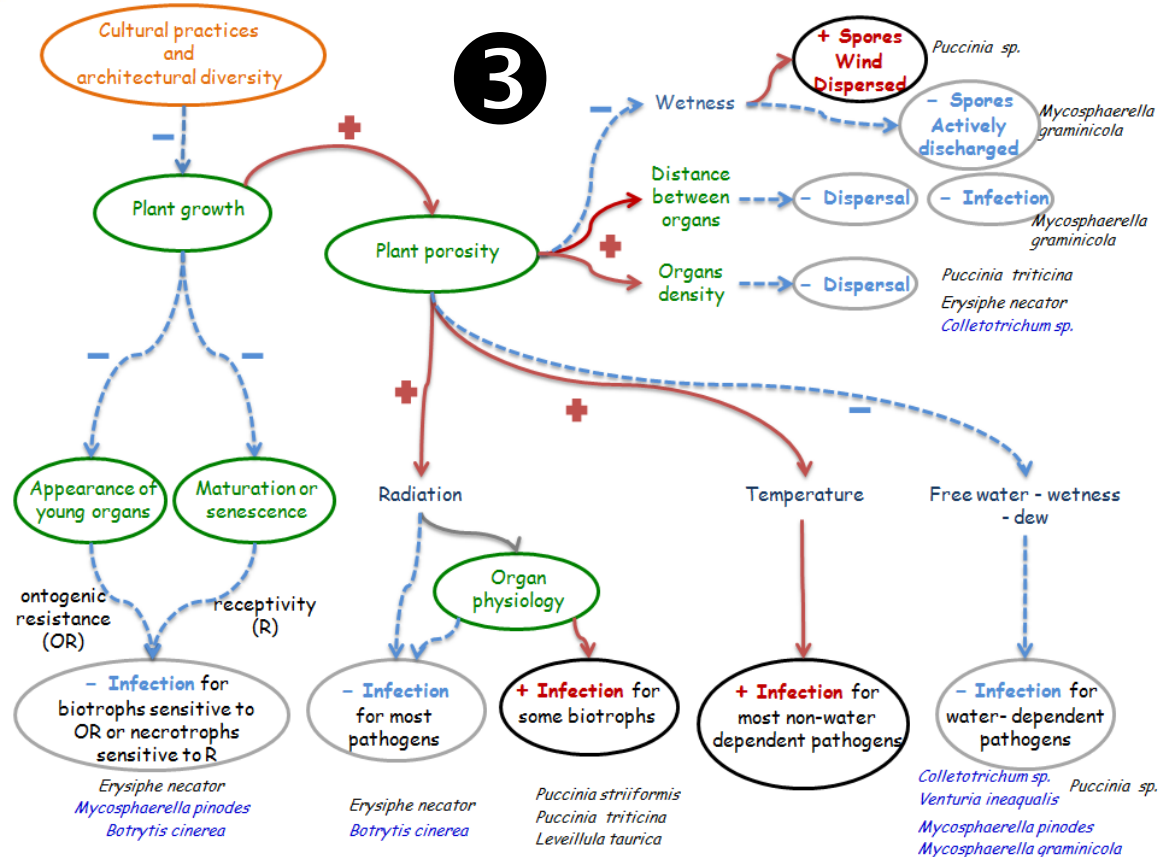 Cultural practices
and
architectural diversity
3
Plant growth
Plant porosity
Wetness
+ Spores
Wind
Dispersed
Puccinia sp.
– Spores
Actively
discharged
Mycosphaerella
graminicola
Distance
between
organs
– Dispersal
– Infection
Mycosphaerella
graminicola
Organs
density
– Dispersal
Puccinia triticina
Erysiphe necator
Colletotrichum sp.
Appearance of
young organs
Maturation or
senescence
Radiation
Temperature
Free water - wetness
- dew
Organ
physiology
ontogenic
resistance
(OR)
receptivity
(R)
– Infection for
biotrophs sensitive to
OR or necrotrophs
sensitive to R
– Infection
for most
pathogens
+ Infection for
some biotrophs
+ Infection for
most non-water
dependent pathogens
– Infection for
water- dependent
pathogens
Erysiphe necator
Mycosphaerella pinodes
Botrytis cinerea
Erysiphe necator
Botrytis cinerea
Puccinia striiformis
Puccinia triticina
Leveillula taurica
Colletotrichum sp.
Venturia ineaqualis
Puccinia sp.
Mycosphaerella pinodes
Mycosphaerella graminicola